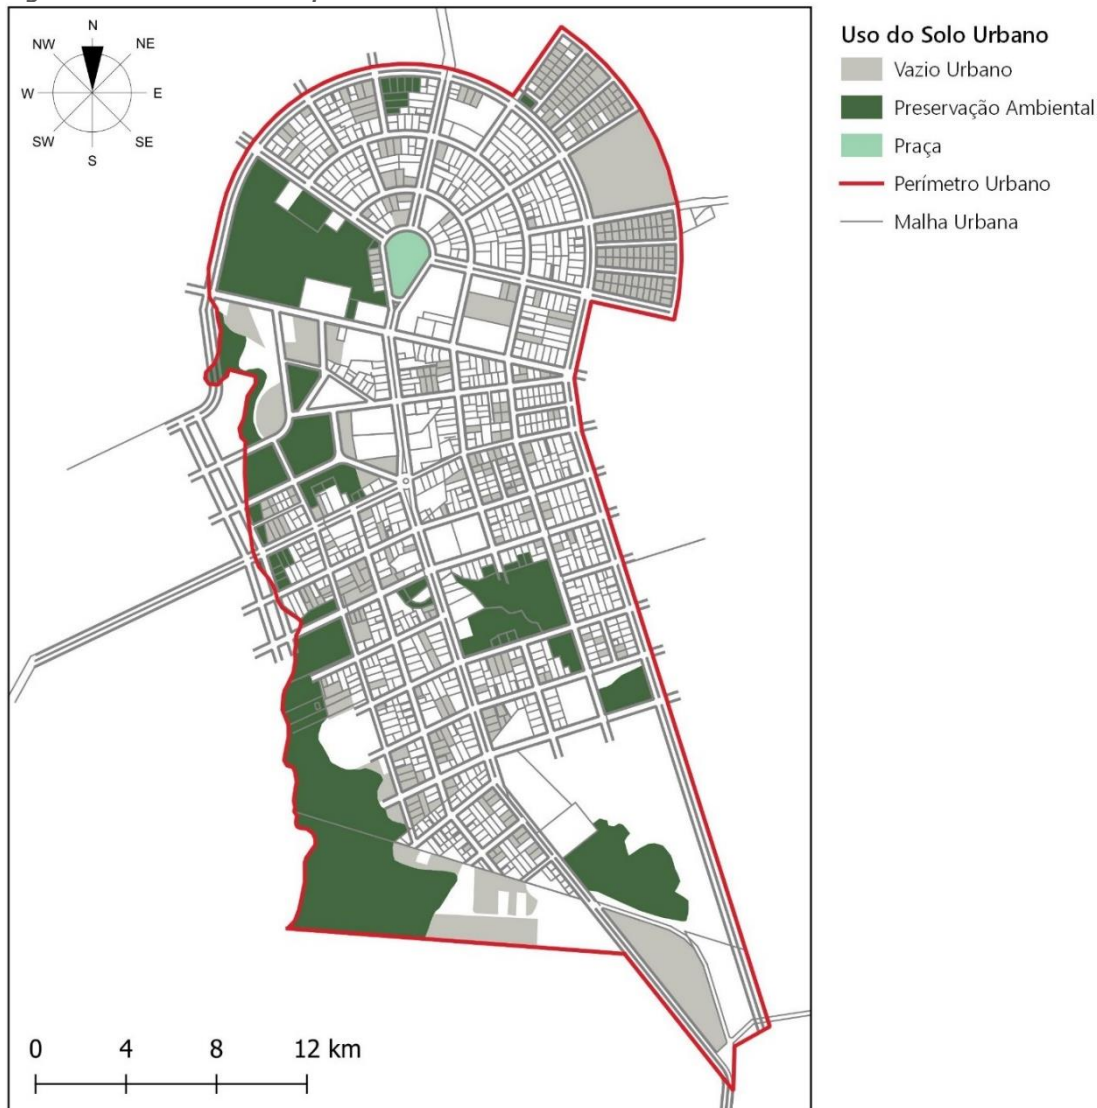 N
NW
NE
W
E
SW
SE
S
Uso do Solo Urbano
Vazio Urbano
Preservação Ambiental
Praça
Perímetro Urbano
Malha Urbana
0 4 8 12 km